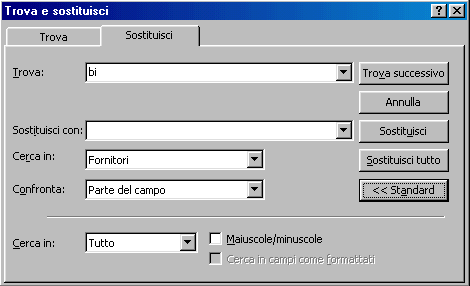 Trova e sostituisci
Trova
Sostituisci
Trova:
bi
Trova successivo
Annulla
Sostituisci con:
Sostituisci
Cerca in:
Fornitori
Sostituisci tutto
Confronta:
Parte del campo
<< Standard
Cerca in:
Tutto
Maiuscole/minuscole
Cerca in campi come formattati